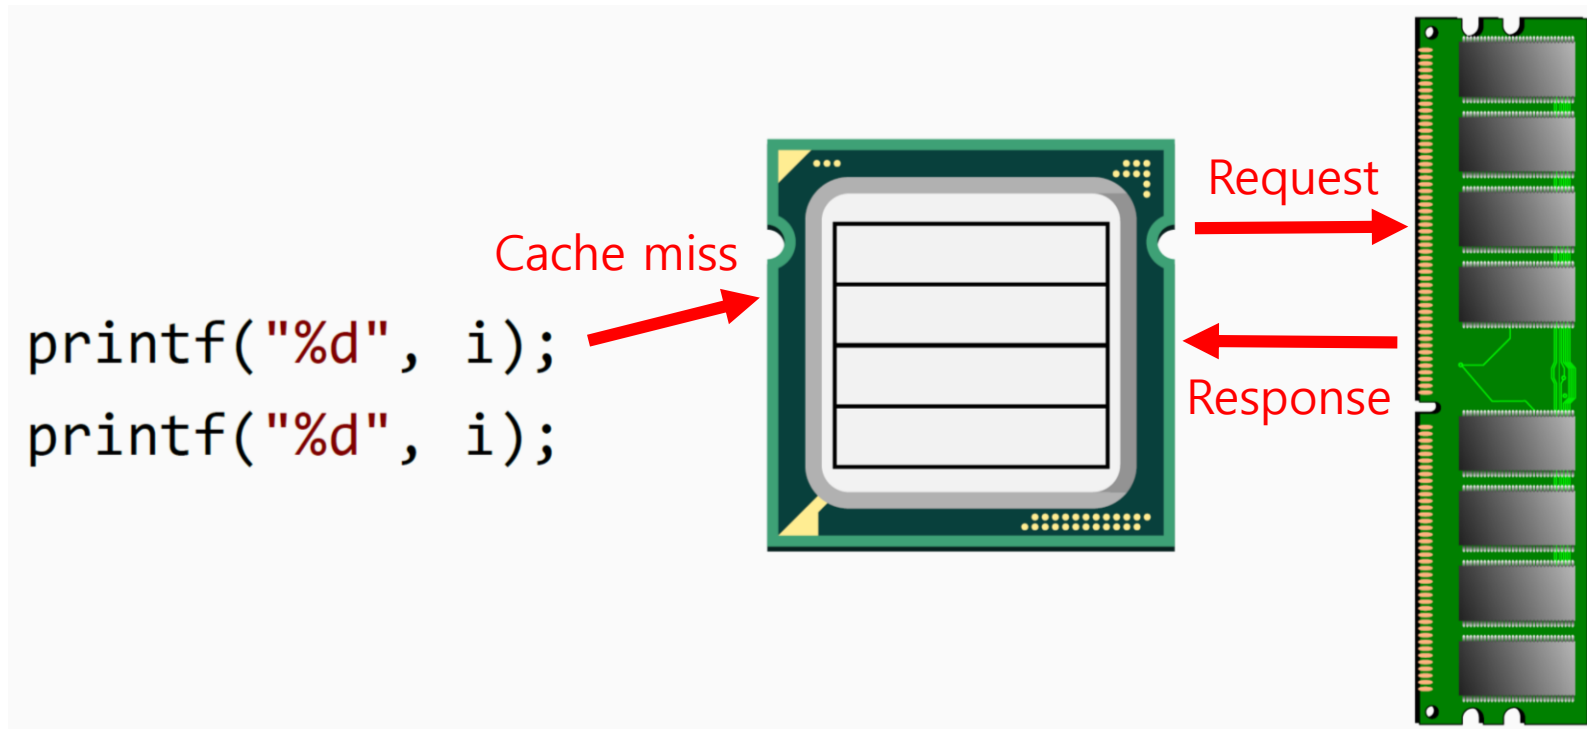 Request
Cache miss
printf("%d", i);
Response
printf("%d", i);